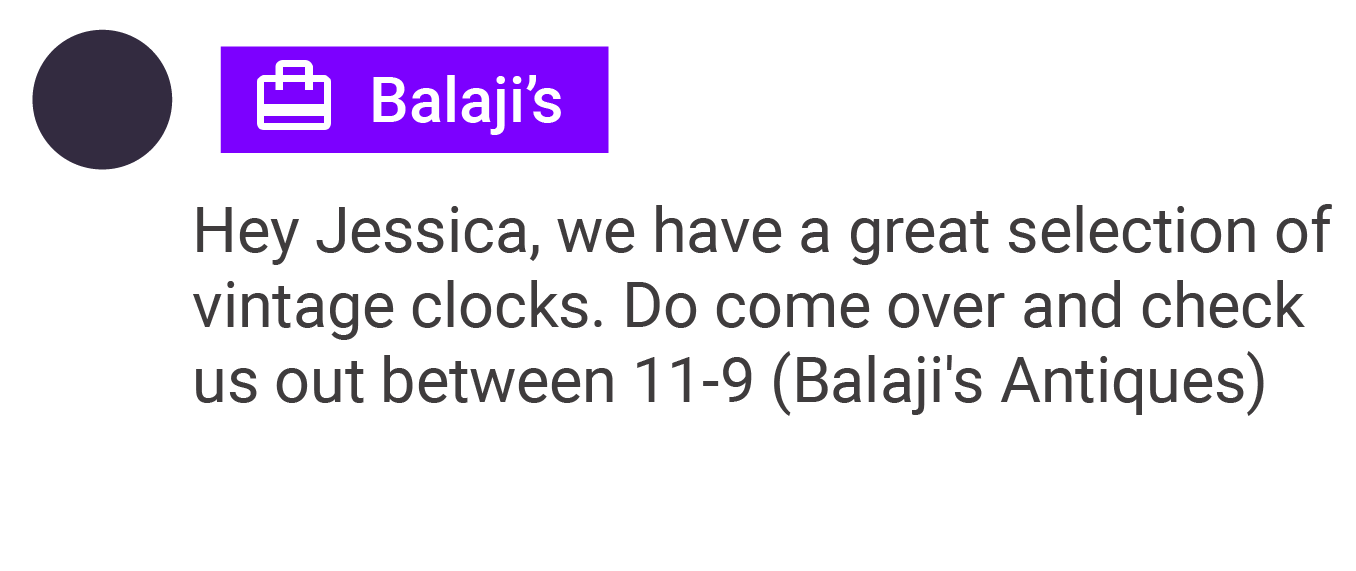 Balaji’s
Hey Jessica, we have a great selection of
vintage clocks. Do come over and check
us out between 11-9 (Balaji's Antiques)